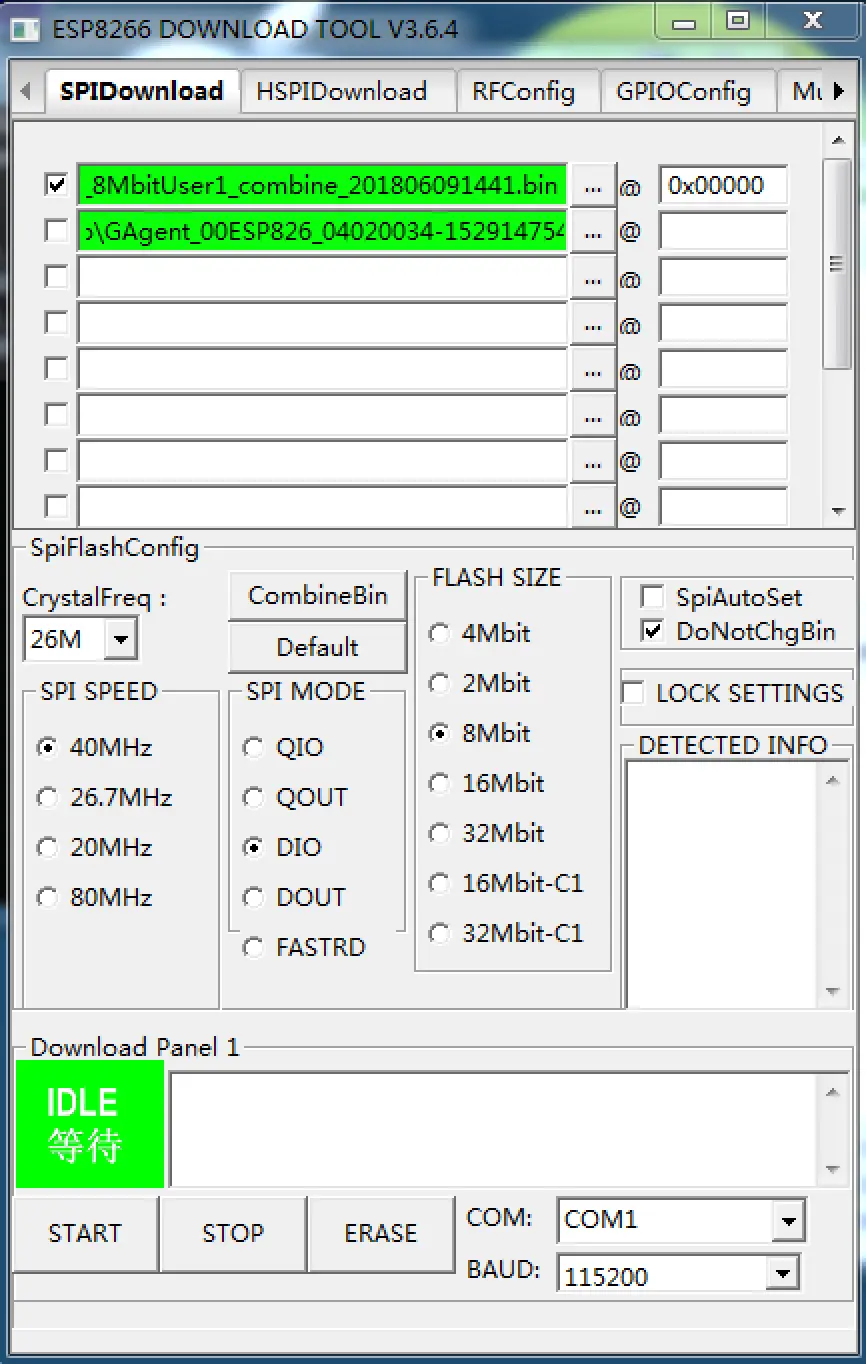 ESP8266 DOWNLOAD TOOL V3.6.4
SPIDownload HSPIDownload RFConfig GPIOConfig
_8MbitUser1_combine_201806091441.bin ... @ 0x00000
\GAgent_00ESP826_04020034-152914754 ... @
... @
... @
... @
... @
... @
... @
SpiFlashConfig
CrystalFreq :
26M
CombineBin
Default
SPI SPEED
40MHz
26.7MHz
20MHz
80MHz
SPI MODE
QIO
QOUT
DIO
DOUT
FASTRD
FLASH SIZE
4Mbit
2Mbit
8Mbit
16Mbit
32Mbit
16Mbit-C1
32Mbit-C1
SpiAutoSet
DoNotChgBin
LOCK SETTINGS
DETECTED INFO
Download Panel 1
IDLE
等待
START STOP ERASE
COM: COM1
BAUD: 115200